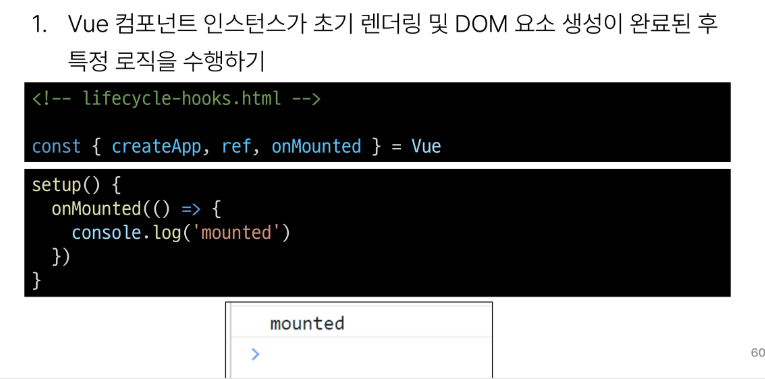 1. Vue 컴포넌트 인스턴스가 초기 렌더링 및 DOM 요소 생성이 완료된 후
특정 로직을 수행하기
<!-- lifecycle-hooks.html -->
const { createApp, ref, onMounted } = Vue
setup() {
  onMounted(() => {
    console.log('mounted')
  })
}
mounted
>
60